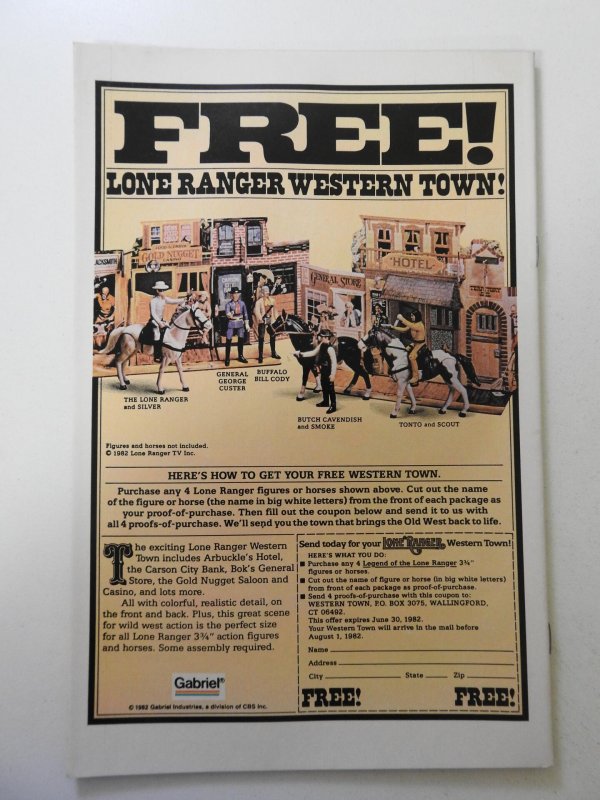 FREE!
LONE RANGER WESTERN TOWN!
GOLD NUGGET
GENERAL STORE
HOTEL
THE LONE RANGER
and SILVER
GENERAL
GEORGE
CUSTER
BUFFALO
BILL CODY
BUTCH CAVENDISH
and SMOKE
TONTO and SCOUT
Figures and horses not included.
© 1982 Lone Ranger TV Inc.
HERE'S HOW TO GET YOUR FREE WESTERN TOWN.
Purchase any 4 Lone Ranger figures or horses shown above. Cut out the name
of the figure or horse (the name in big white letters) from the front of each package as
your proof-of-purchase. Then fill out the coupon below and send it to us with
all 4 proofs-of-purchase. We'll send you the town that brings the Old West back to life.
The exciting Lone Ranger Western
Town includes Arbuckle's Hotel,
the Carson City Bank, Bok's General
Store, the Gold Nugget Saloon and
Casino, and lots more.
All with colorful, realistic detail, on
the front and back. Plus, this great scene
for wild west action is the perfect size
for all Lone Ranger 3¾" action figures
and horses. Some assembly required.
Gabriel®
© 1982 Gabriel Industries, a division of CBS Inc.
Send today for your LONE RANGER Western Town!
HERE'S WHAT YOU DO:
■ Purchase any 4 Legend of the Lone Ranger 3¾"
figures or horses.
■ Cut out the name of figure or horse (in big white letters)
from front of each package as proof-of-purchase.
■ Send 4 proofs-of-purchase with this coupon to:
WESTERN TOWN, P.O. BOX 3075, WALLINGFORD,
CT 06492.
This offer expires June 30, 1982.
Your Western Town will arrive in the mail before
August 1, 1982.
Name
Address
City State Zip
FREE! FREE!